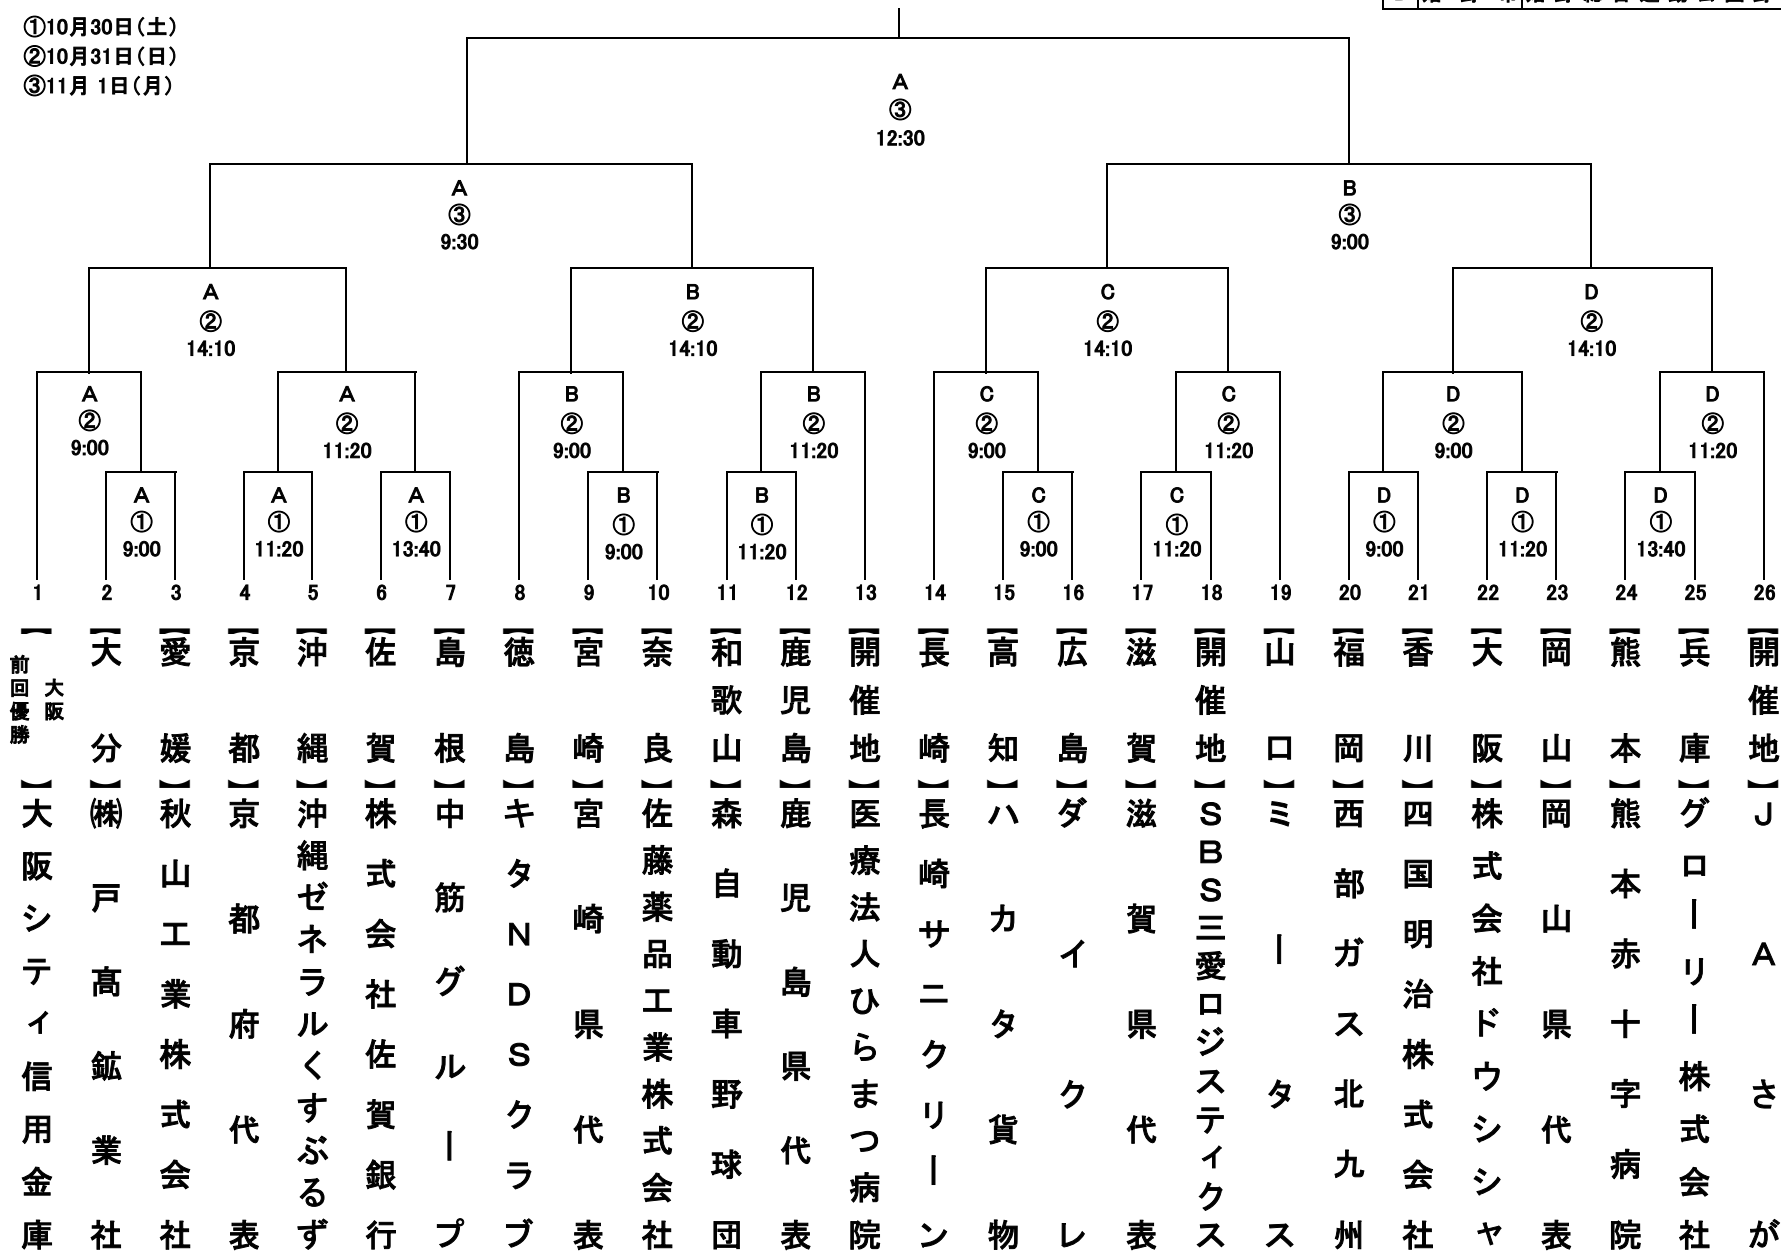 ①10月30日(土)
②10月31日(日)
③11月 1日(月)
A
③
12:30
A
③
9:30
B
③
9:00
A
②
14:10
B
②
14:10
C
②
14:10
D
②
14:10
A
②
9:00
A
②
11:20
B
②
9:00
B
②
11:20
C
②
9:00
C
②
11:20
D
②
9:00
D
②
11:20
A
①
9:00
A
①
11:20
A
①
13:40
B
①
9:00
B
①
11:20
C
①
9:00
C
①
11:20
D
①
9:00
D
①
11:20
D
①
13:40
1 2 3 4 5 6 7 8 9 10 11 12 13 14 15 16 17 18 19 20 21 22 23 24 25 26
【大阪 前回優勝】大阪シティ信用金庫
【大分】㈱戸髙鉱業社
【愛媛】秋山工業株式会社
【京都】京都府代表
【沖縄】沖縄ゼネラルくすぶるず
【佐賀】株式会社佐賀銀行
【島根】中筋グループ
【徳島】キタNDSクラブ
【宮崎】宮崎県代表
【奈良】佐藤薬品工業株式会社
【和歌山】森自動車野球団
【鹿児島】鹿児島県代表
【開催地】医療法人ひらまつ病院
【長崎】長崎サニクリーン
【高知】ハカタタ貨物
【広島】ダイクレ
【滋賀】滋賀県代表
【開催地】SBS三愛ロジスティクス
【山口】ミータス
【福岡】西部ガス北九州
【香川】四国明治株式会社
【大阪】株式会社ドウシシャ
【岡山】岡山県代表
【熊本】熊本赤十字病院
【兵庫】グローリー株式会社
【開催地】JAさが